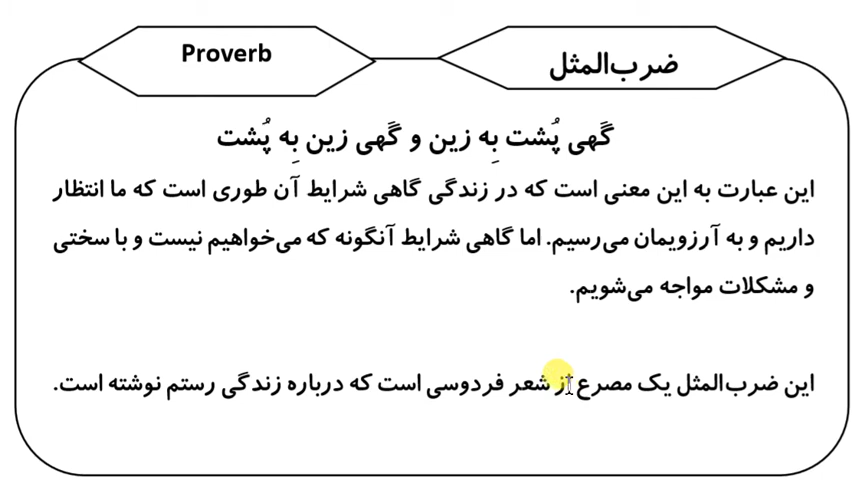 Proverb
ضرب‌المثل
گَهی پُشت بِه زین و گَهی زین بِه پُشت
این عبارت به این معنی است که در زندگی گاهی شرایط آن طوری است که ما انتظار
داریم و به آرزویمان می‌رسیم. اما گاهی شرایط آنگونه که می‌خواهیم نیست و با سختی
و مشکلات مواجه می‌شویم.
این ضرب‌المثل یک مصرع از شعر فردوسی است که درباره زندگی رستم نوشته است.